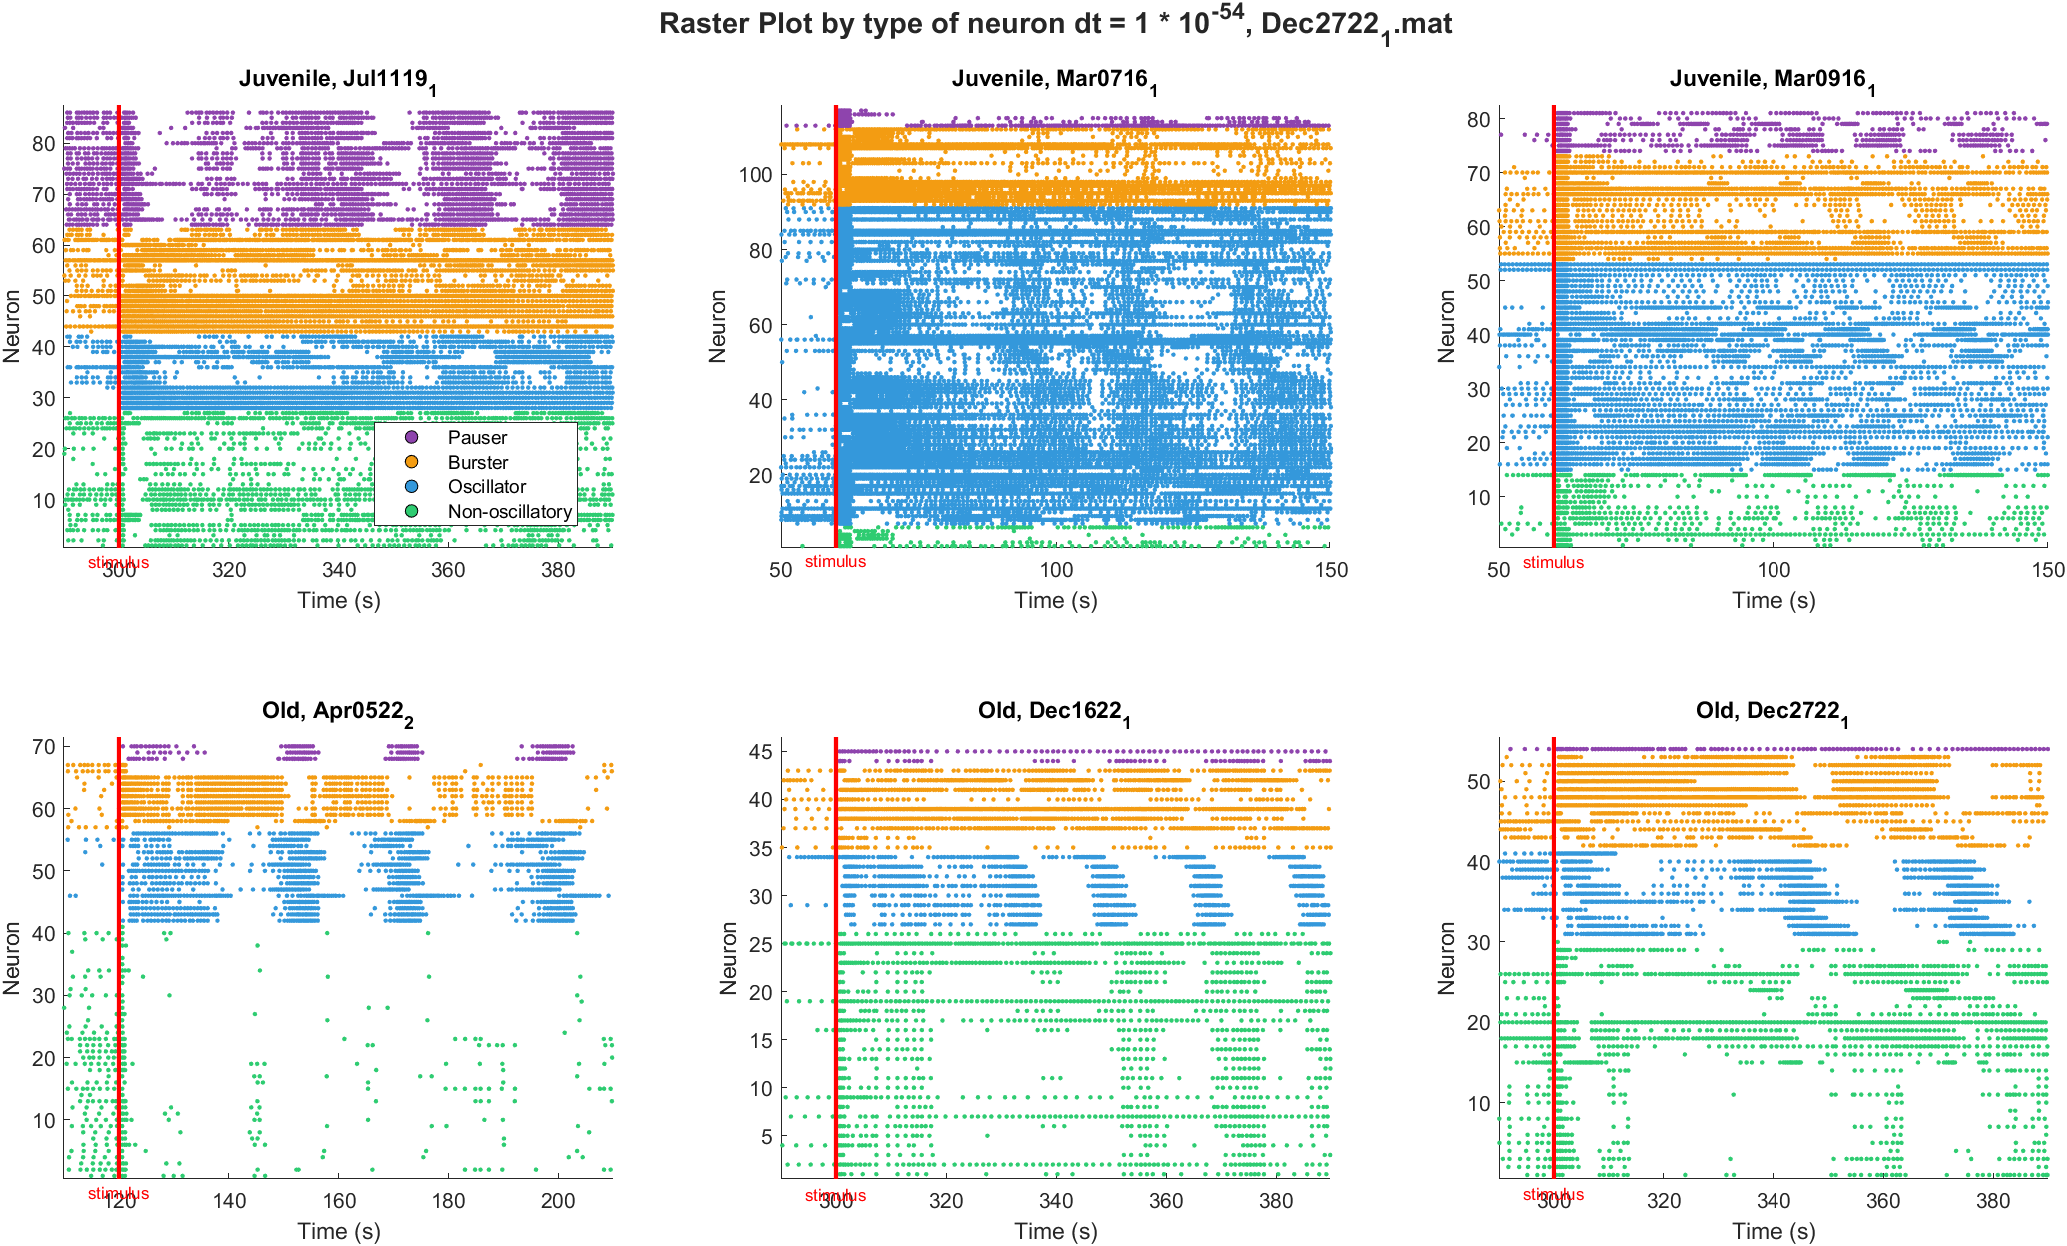 Raster Plot by type of neuron dt = 1 * 10^-54, Dec2722_1.mat
Juvenile, Jul1119_1
Neuron
80
70
60
50
40
30
20
10
Pauser
Burster
Oscillator
Non-oscillatory
stimulus
300
320
340
360
380
Time (s)
Juvenile, Mar0716_1
Neuron
100
80
60
40
20
50
stimulus
100
150
Time (s)
Juvenile, Mar0916_1
Neuron
80
70
60
50
40
30
20
10
50
stimulus
100
150
Time (s)
Old, Apr0522_2
Neuron
70
60
50
40
30
20
10
stimulus
120
140
160
180
200
Time (s)
Old, Dec1622_1
Neuron
45
40
35
30
25
20
15
10
5
stimulus
300
320
340
360
380
Time (s)
Old, Dec2722_1
Neuron
50
40
30
20
10
stimulus
300
320
340
360
380
Time (s)